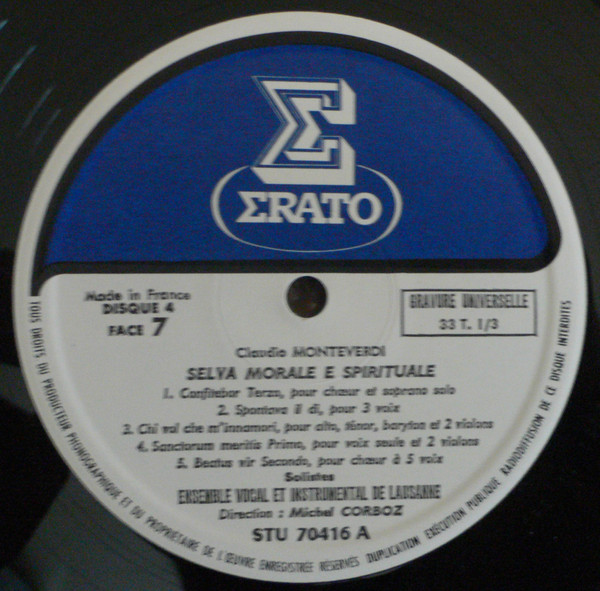 Σ
ΣRATO
Made in France
DISQUE 4
FACE 7
GRAVURE UNIVERSELLE
33 T. 1/3
Claudio MONTEVERDI
SELVA MORALE E SPIRITUALE
1. Confitebor Terzo, pour chœur et soprano solo
2. Spontava il di, pour 3 voix
3. Chi vol che m'innamori, pour alto, ténor, baryton et 2 violons
4. Sanctorum meritis Primo, pour voix seule et 2 violons
5. Beatus vir Secondo, pour chœur à 5 voix
Solistes
ENSEMBLE VOCAL ET INSTRUMENTAL DE LAUSANNE
Direction : Michel CORBOZ
STU 70416 A
TOUS DROITS DU PRODUCTEUR PHONOGRAPHIQUE ET DU PROPRIETAIRE DE L'ŒUVRE ENREGISTRÉE RÉSERVÉS DUPLICATION EXÉCUTION PUBLIQUE RADIODIFFUSION DE CE DISQUE INTERDITES